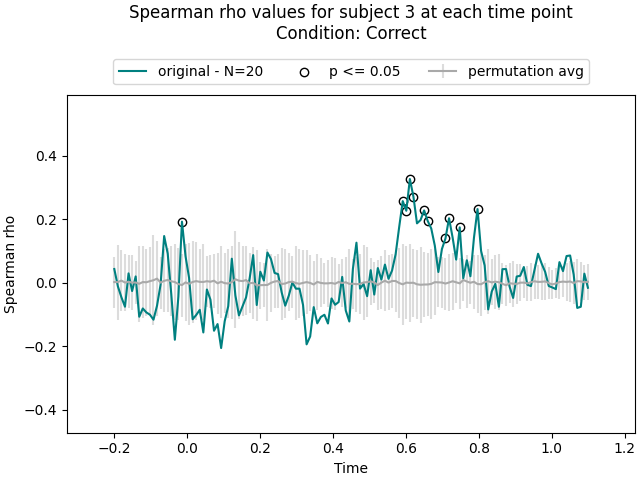 Spearman rho values for subject 3 at each time point
Condition: Correct
original - N=20
p <= 0.05
permutation avg
Spearman rho
0.4
0.2
0.0
−0.2
−0.4
−0.2
0.0
0.2
0.4
0.6
0.8
1.0
1.2
Time